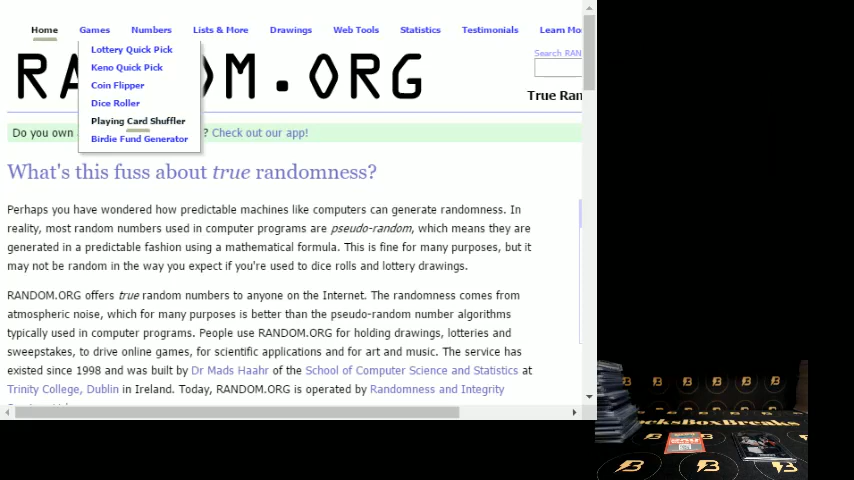 Home Games Numbers Lists & More Drawings Web Tools Statistics Testimonials Learn Mo
Lottery Quick Pick
Keno Quick Pick
Coin Flipper
Dice Roller
Playing Card Shuffler
Birdie Fund Generator
Search RAN
RA DOM.ORG
True Ran
Do you own ? Check out our app!
What's this fuss about true randomness?
Perhaps you have wondered how predictable machines like computers can generate randomness. In
reality, most random numbers used in computer programs are pseudo-random, which means they are
generated in a predictable fashion using a mathematical formula. This is fine for many purposes, but it
may not be random in the way you expect if you're used to dice rolls and lottery drawings.
RANDOM.ORG offers true random numbers to anyone on the Internet. The randomness comes from
atmospheric noise, which for many purposes is better than the pseudo-random number algorithms
typically used in computer programs. People use RANDOM.ORG for holding drawings, lotteries and
sweepstakes, to drive online games, for scientific applications and for art and music. The service has
existed since 1998 and was built by Dr Mads Haahr of the School of Computer Science and Statistics at
Trinity College, Dublin in Ireland. Today, RANDOM.ORG is operated by Randomness and Integrity
ocksBoxBreaks